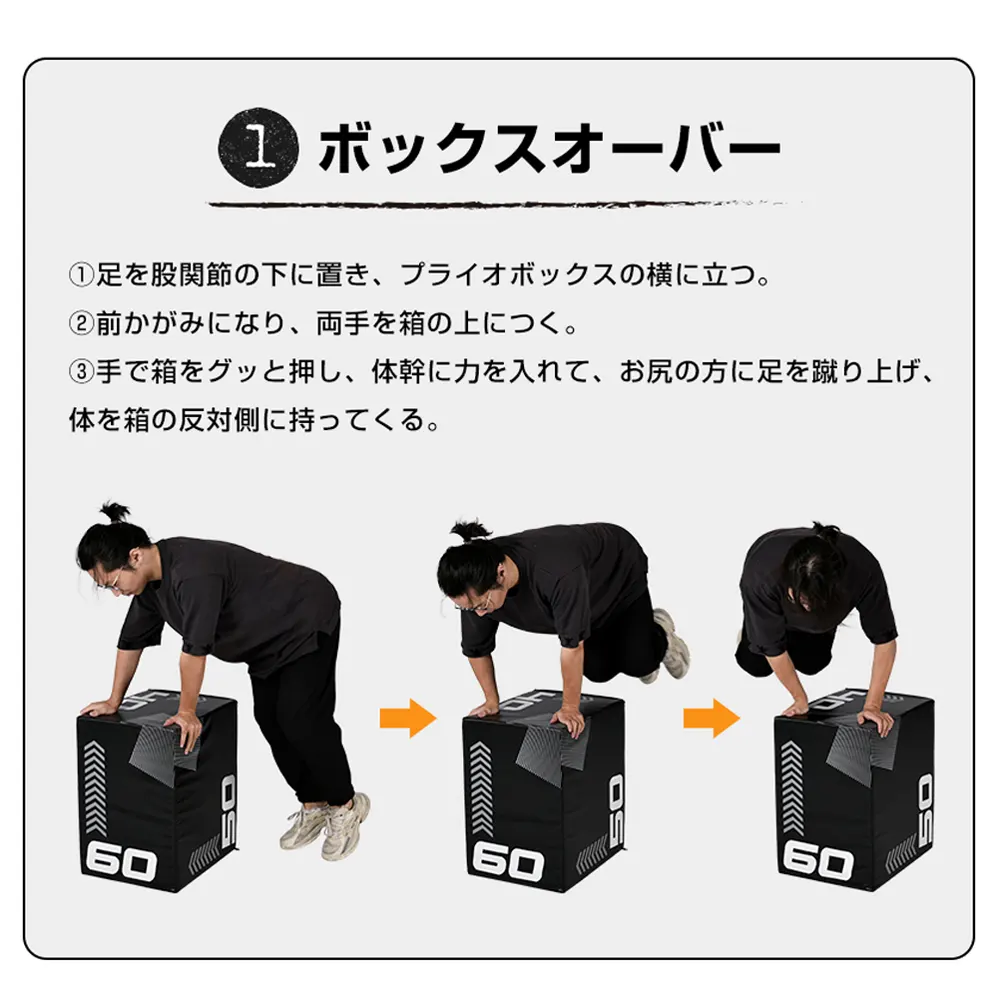 1 ボックスオーバー
①足を股関節の下に置き、プライオボックスの横に立つ。
②前かがみになり、両手を箱の上につく。
③手で箱をグッと押し、体幹に力を入れて、お尻の方に足を蹴り上げ、
体を箱の反対側に持ってくる。
40
60
50
40
60
50
40
60
50